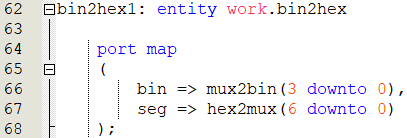 62 bin2hex1: entity work.bin2hex
63
64 port map
65 (
66 bin => mux2bin(3 downto 0),
67 seg => hex2mux(6 downto 0)
68 );